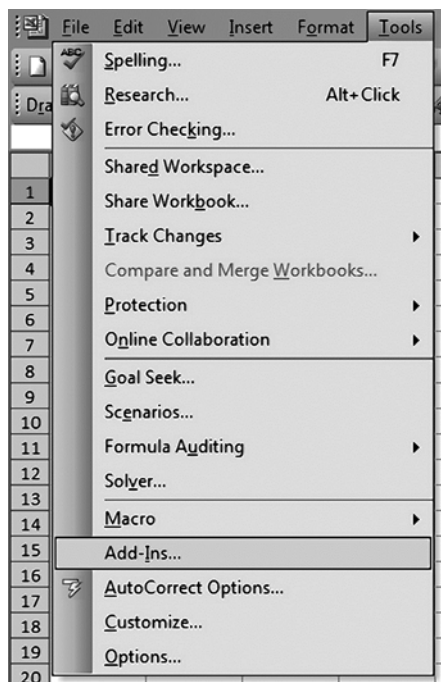 File Edit View Insert Format Tools
Spelling... F7
Research... Alt+Click
Error Checking...
Shared Workspace...
Share Workbook...
Track Changes
Compare and Merge Workbooks...
Protection
Online Collaboration
Goal Seek...
Scenarios...
Formula Auditing
Solver...
Macro
Add-Ins...
AutoCorrect Options...
Customize...
Options...
ABC
Dra
1
2
3
4
5
6
7
8
9
10
11
12
13
14
15
16
17
18
19
20